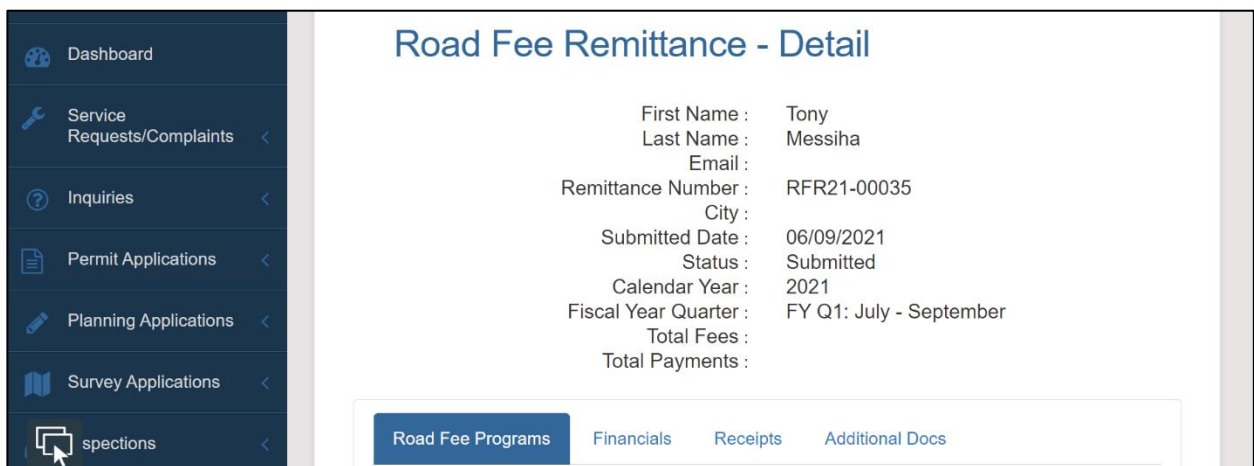 Dashboard
Service
Requests/Complaints
Inquiries
Permit Applications
Planning Applications
Survey Applications
spections
Road Fee Remittance - Detail
First Name : Tony
Last Name : Messiha
Email :
Remittance Number : RFR21-00035
City :
Submitted Date : 06/09/2021
Status : Submitted
Calendar Year : 2021
Fiscal Year Quarter : FY Q1: July - September
Total Fees :
Total Payments :
Road Fee Programs Financials Receipts Additional Docs